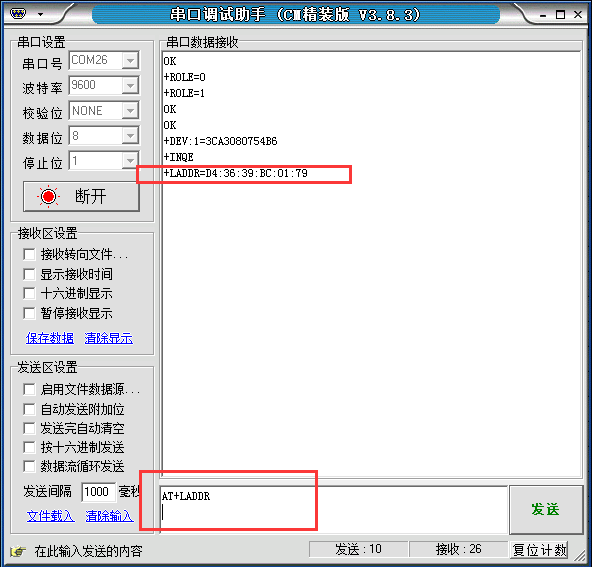 串口调试助手 (CM精装版 V3.8.3)
串口设置
串口号 COM26
波特率 9600
校验位 NONE
数据位 8
停止位 1
断开
接收区设置
接收转向文件...
显示接收时间
十六进制显示
暂停接收显示
保存数据 清除显示
发送区设置
启用文件数据源...
自动发送附加位
发送完自动清空
按十六进制发送
数据流循环发送
发送间隔 1000 毫秒
文件载入 清除输入
串口数据接收
OK
+ROLE=0
+ROLE=1
OK
OK
+DEV:1=3CA3080754B6
+INQE
+LADDR=D4:36:39:BC:01:79
AT+LADDR
发送
在此输入发送的内容
发送:10
接收:26
复位计数